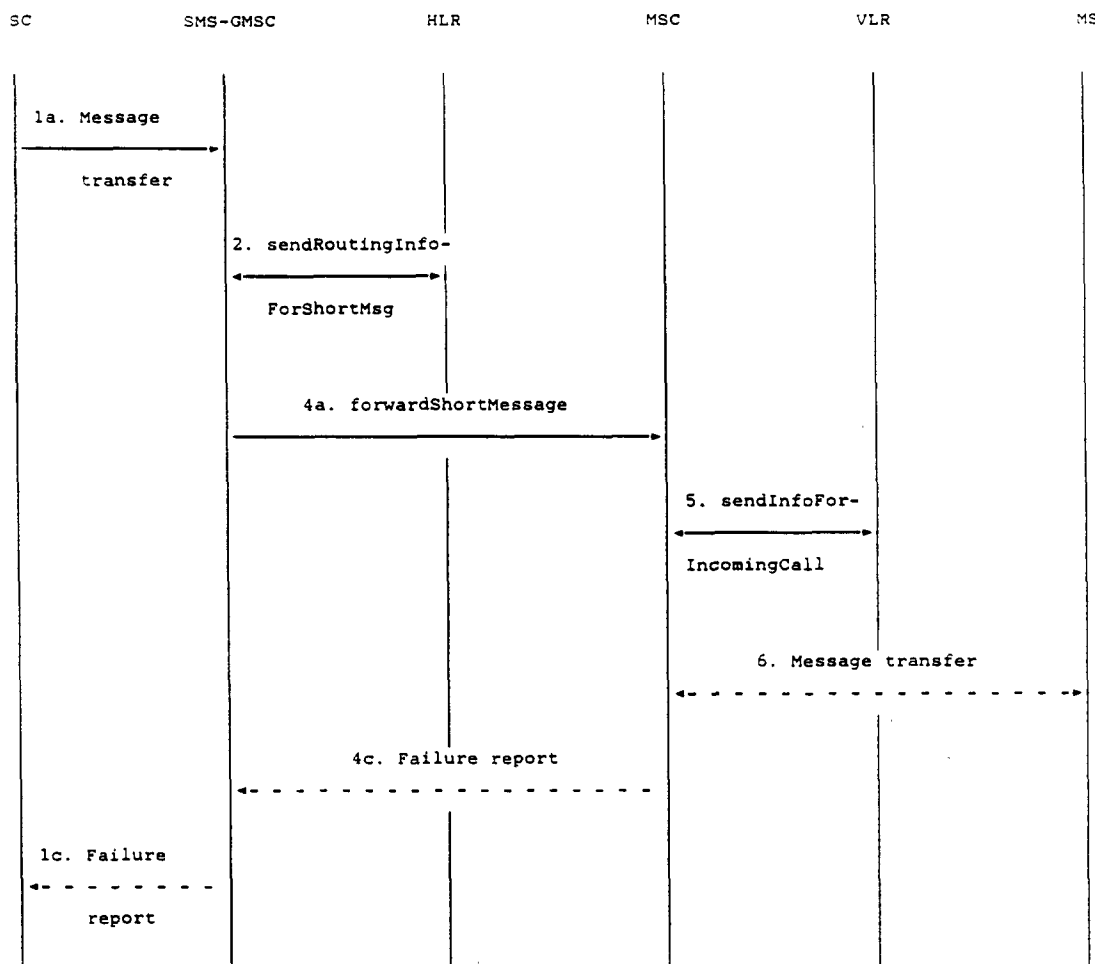 SC SMS-GMSC HLR MSC VLR MS
1a. Message
transfer
2. sendRoutingInfo-
ForShortMsg
4a. forwardShortMessage
5. sendInfoFor-
IncomingCall
6. Message transfer
4c. Failure report
1c. Failure
report